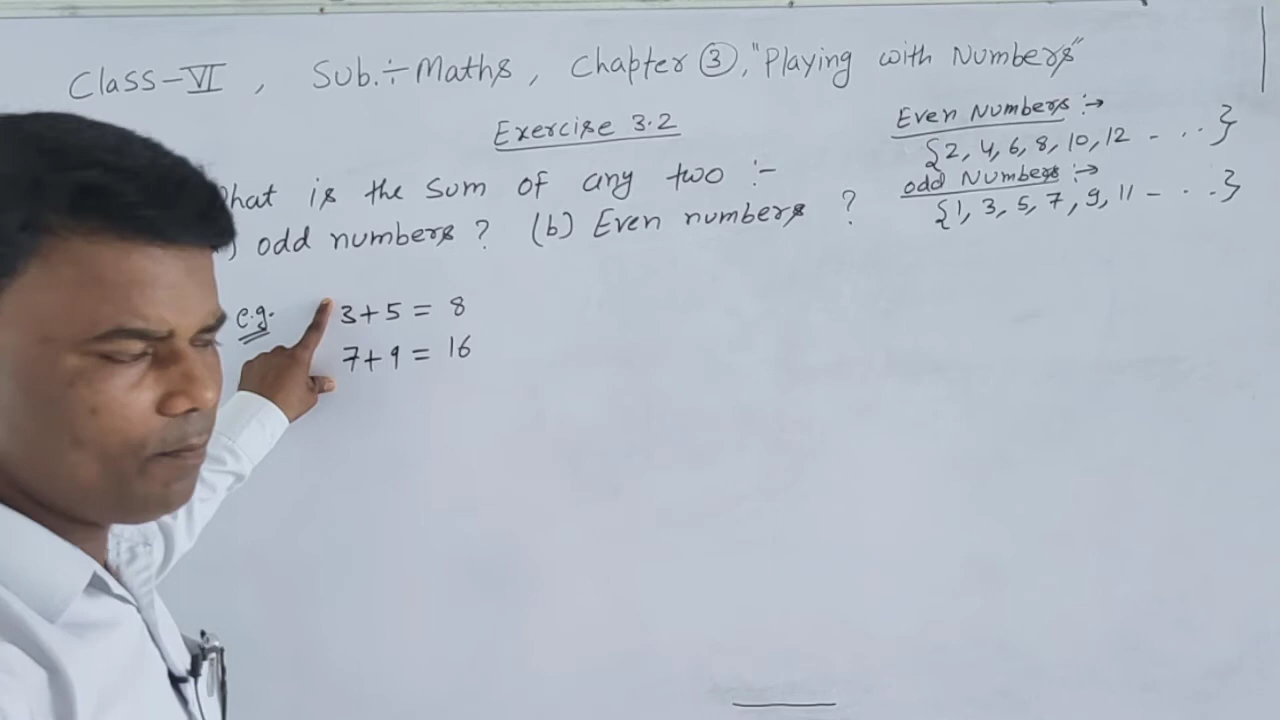 Class-VI, Sub.÷Maths, Chapter ③, "Playing with Numbers"
Exercise 3.2
hat is the sum of any two :-
) odd numbers? (b) Even numbers ?
Even Numbers :→
{2, 4, 6, 8, 10, 12 - ...}
odd Numbers :→
{1, 3, 5, 7, 9, 11 - ...}
e.g. 3+5 = 8
7+9 = 16